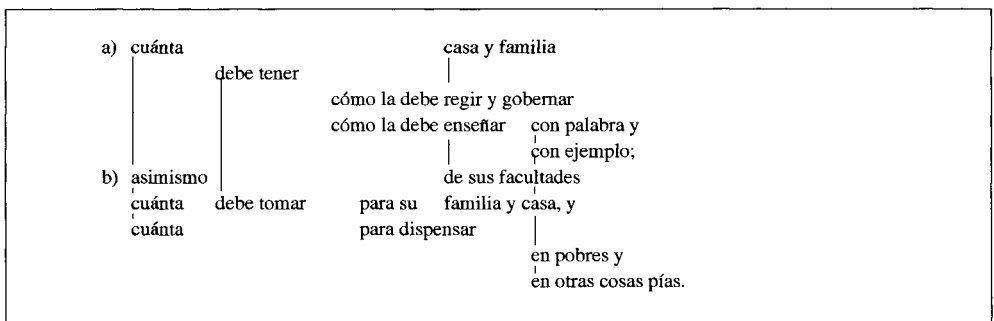 a) cuánta casa y familia
debe tener
cómo la debe regir y gobernar
cómo la debe enseñar con palabra y
con ejemplo;
b) asimismo de sus facultades
cuánta debe tomar para su familia y casa, y
cuánta para dispensar
en pobres y
en otras cosas pías.